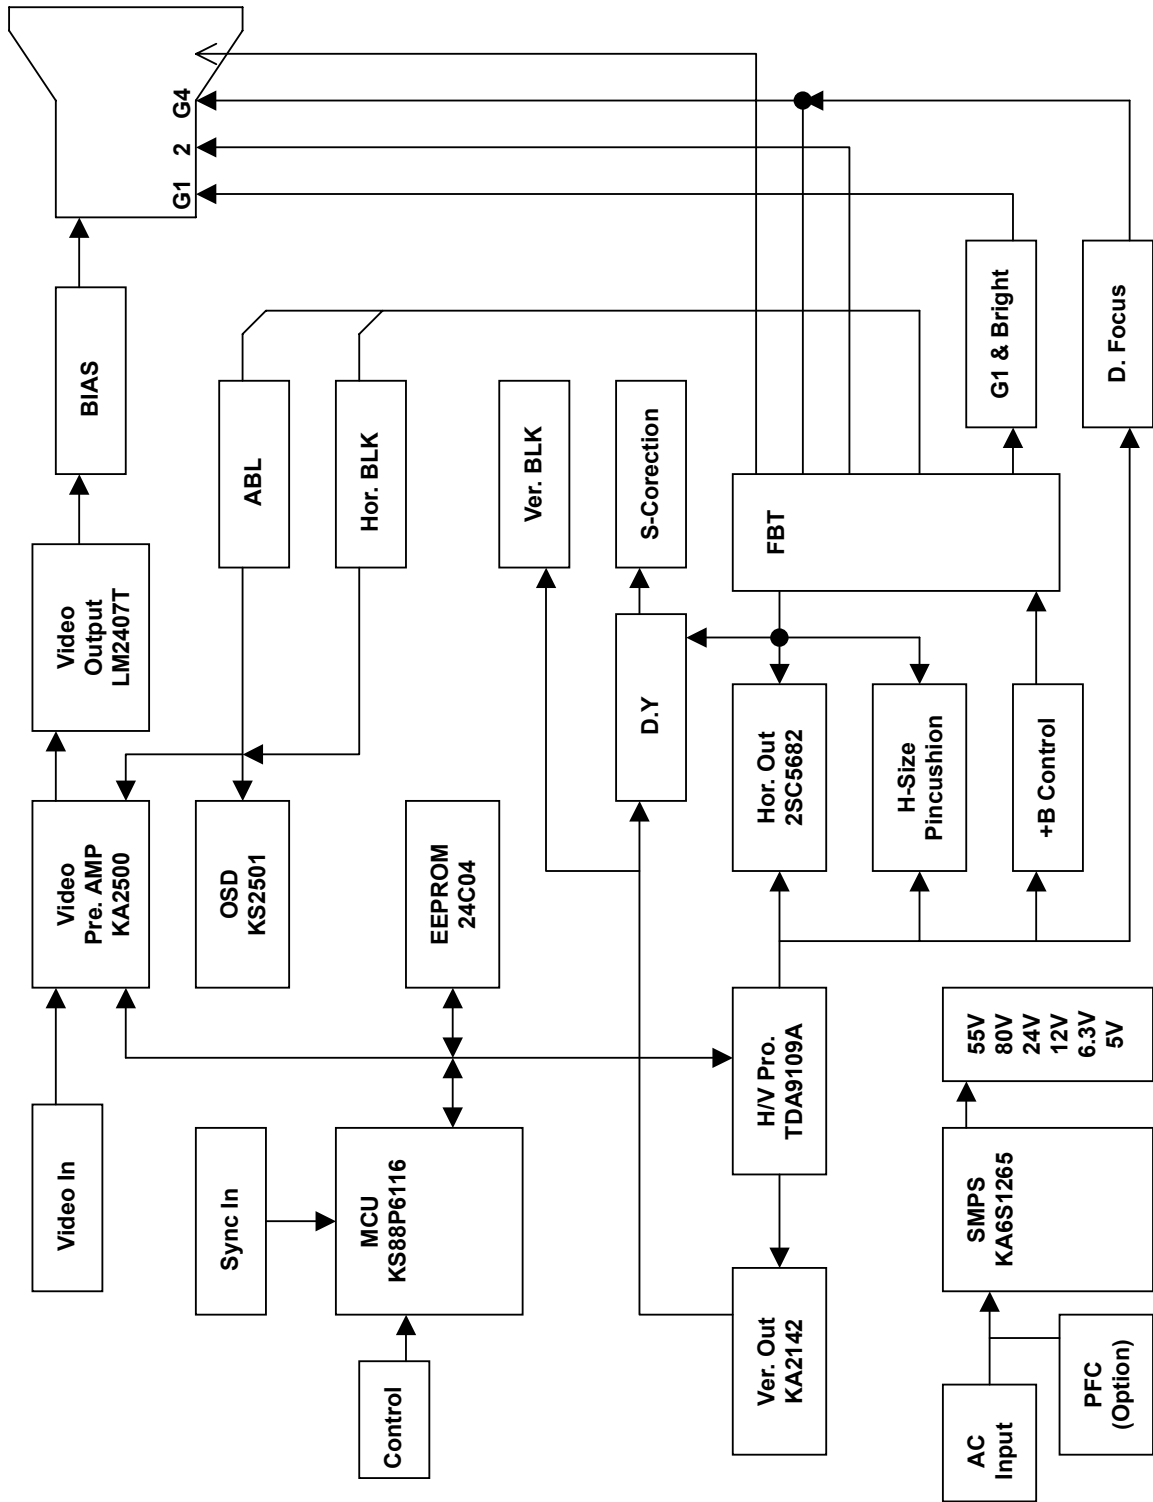 Video In
Video
Pre. AMP
KA2500
Video
Output
LM2407T
BIAS
G1
2
G4
Sync In
OSD
KS2501
ABL
Control
MCU
KS88P6116
EEPROM
24C04
Hor. BLK
Ver. BLK
D.Y
S-Corection
Ver. Out
KA2142
H/V Pro.
TDA9109A
Hor. Out
2SC5682
FBT
H-Size
Pincushion
+B Control
G1 & Bright
D. Focus
AC
Input
PFC
(Option)
SMPS
KA6S1265
55V
80V
24V
12V
6.3V
5V